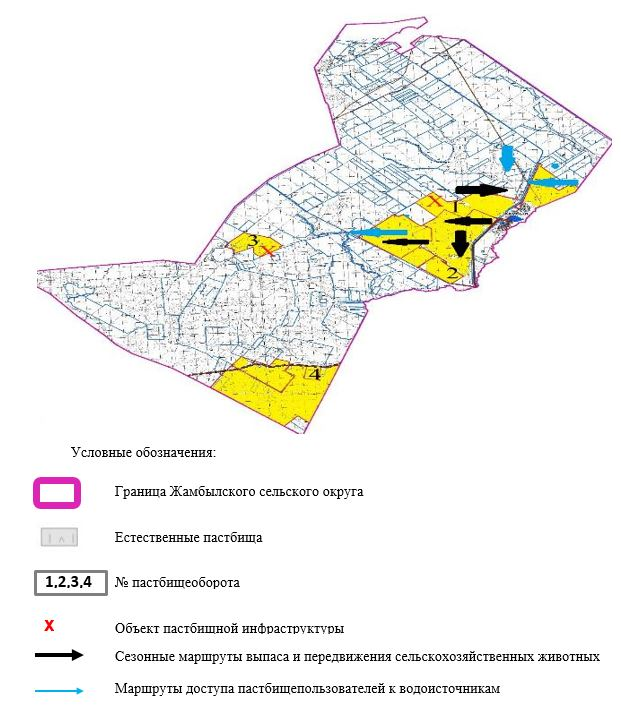 1
3
2
4
Условные обозначения:
Граница Жамбылского сельского округа
Естественные пастбища
1,2,3,4 № пастбищеоборота
X Объект пастбищной инфраструктуры
Сезонные маршруты выпаса и передвижения сельскохозяйственных животных
Маршруты доступа пастбищепользователей к водоисточникам